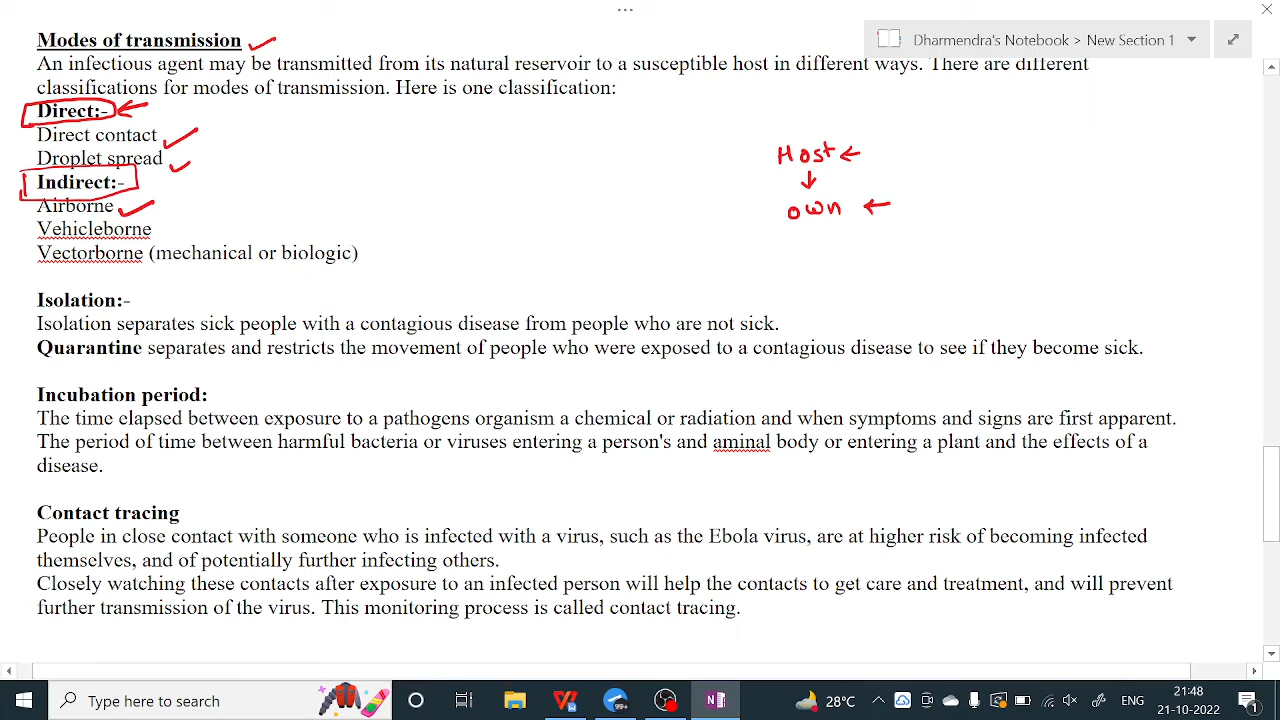 Modes of transmission
Dharmendra's Notebook > New Section 1
An infectious agent may be transmitted from its natural reservoir to a susceptible host in different ways. There are different
classifications for modes of transmission. Here is one classification:
Direct:-
Direct contact
Droplet spread
Host
Indirect:-
Airborne
own
Vehicleborne
Vectorborne (mechanical or biologic)
Isolation:-
Isolation separates sick people with a contagious disease from people who are not sick.
Quarantine separates and restricts the movement of people who were exposed to a contagious disease to see if they become sick.
Incubation period:
The time elapsed between exposure to a pathogens organism a chemical or radiation and when symptoms and signs are first apparent.
The period of time between harmful bacteria or viruses entering a person's and aminal body or entering a plant and the effects of a
disease.
Contact tracing
People in close contact with someone who is infected with a virus, such as the Ebola virus, are at higher risk of becoming infected
themselves, and of potentially further infecting others.
Closely watching these contacts after exposure to an infected person will help the contacts to get care and treatment, and will prevent
further transmission of the virus. This monitoring process is called contact tracing.
Type here to search
99+
N
28°C
ENG
21:48
21-10-2022
1